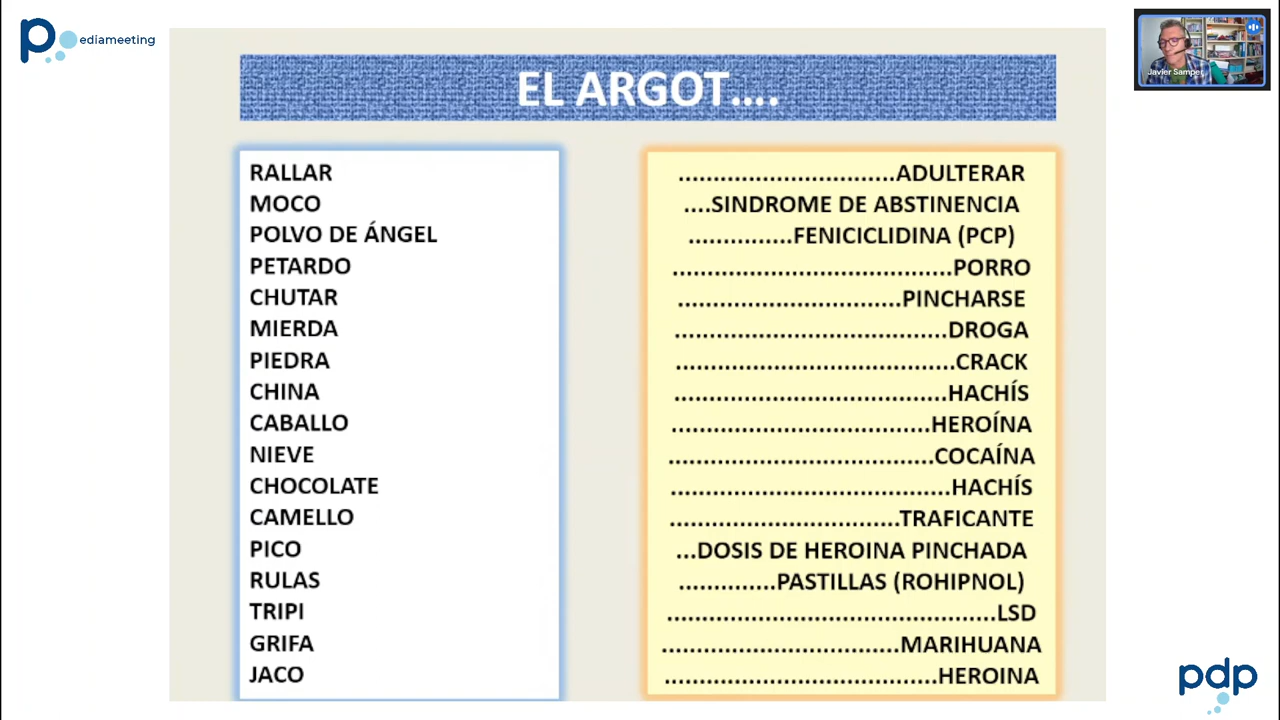 p
ediameeting
Javier Samper
EL ARGOT....
RALLAR ...............................ADULTERAR
MOCO ....SINDROME DE ABSTINENCIA
POLVO DE ÁNGEL ...............FENICICLIDINA (PCP)
PETARDO ........................................PORRO
CHUTAR ................................PINCHARSE
MIERDA .......................................DROGA
PIEDRA ........................................CRACK
CHINA .......................................HACHÍS
CABALLO .....................................HEROÍNA
NIEVE ......................................COCAÍNA
CHOCOLATE ........................................HACHÍS
CAMELLO .................................TRAFICANTE
PICO ...DOSIS DE HEROINA PINCHADA
RULAS ..............PASTILLAS (ROHIPNOL)
TRIPI ...............................................LSD
GRIFA ..................................MARIHUANA
JACO .......................................HEROINA
pdp